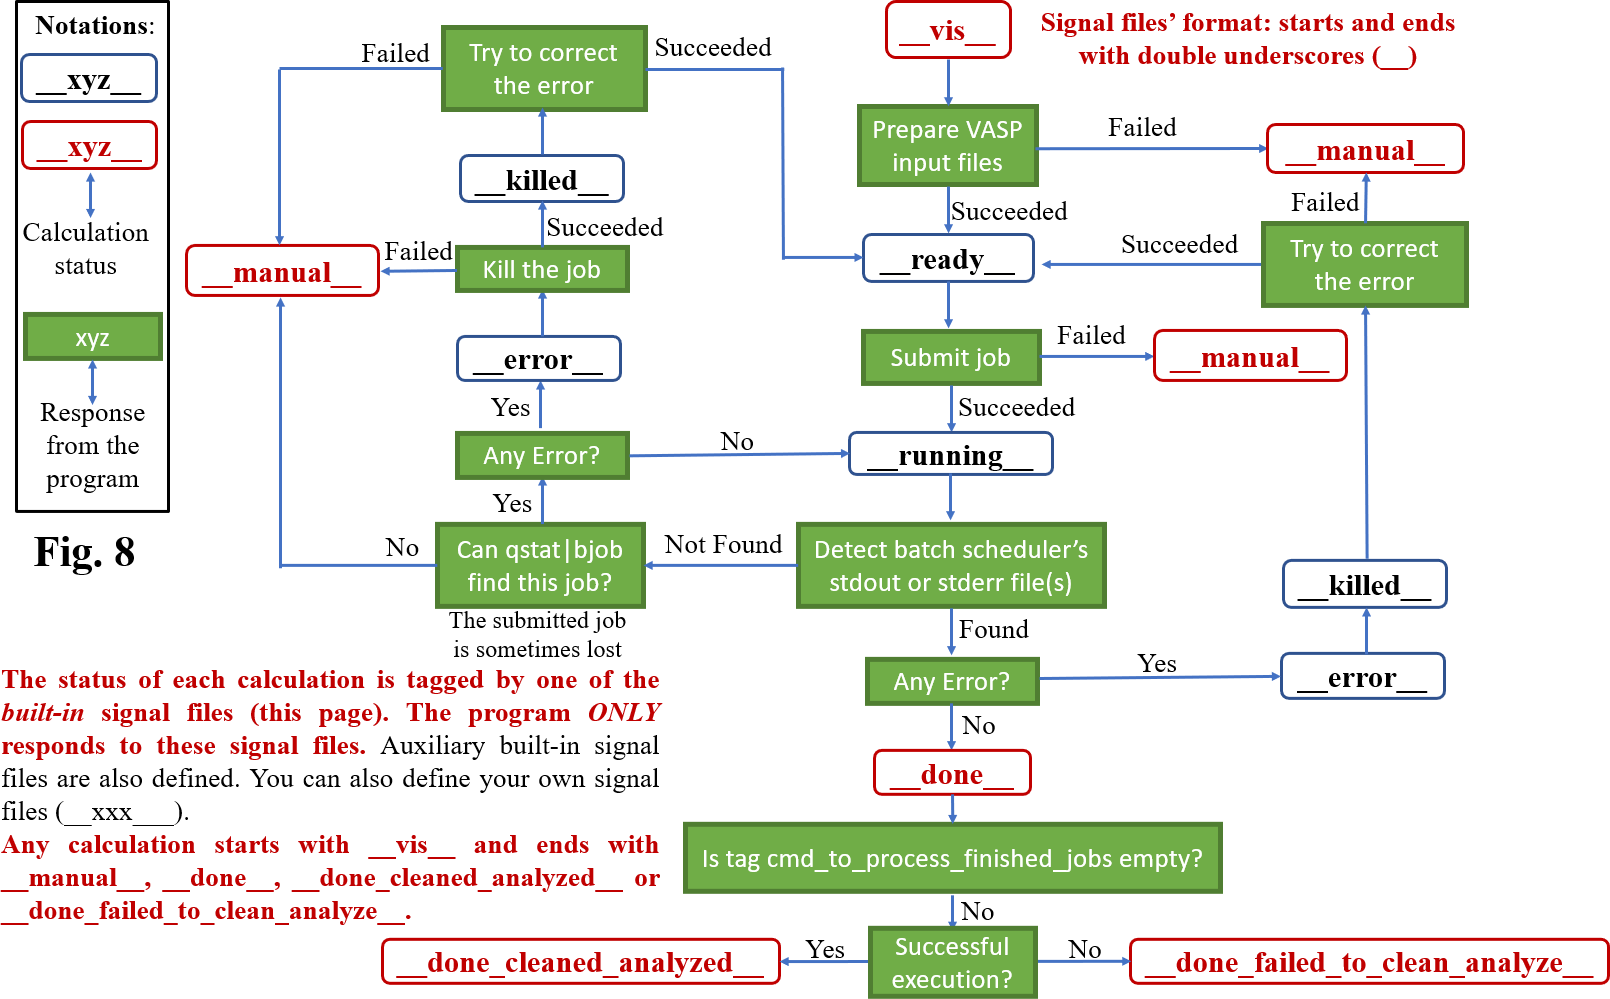 Notations:
__xyz__
__xyz__
Calculation
status
xyz
Response
from the
program
Fig. 8
Failed
Try to correct
the error
Succeeded
__killed__
Succeeded
__manual__
Failed
Kill the job
__error__
Yes
Any Error?
No
Yes
No
Can qstat|bjob
find this job?
Not Found
The submitted job
is sometimes lost
__vis__
Signal files’ format: starts and ends
with double underscores (__)
Prepare VASP
input files
Failed
__manual__
Succeeded
Failed
__ready__
Succeeded
Try to correct
the error
Submit job
Failed
__manual__
Succeeded
__running__
Detect batch scheduler’s
stdout or stderr file(s)
__killed__
Found
Any Error?
Yes
__error__
No
__done__
Is tag cmd_to_process_finished_jobs empty?
No
Successful
execution?
Yes
__done_cleaned_analyzed__
No
__done_failed_to_clean_analyze__
The status of each calculation is tagged by one of the
built-in signal files (this page). The program ONLY
responds to these signal files. Auxiliary built-in signal
files are also defined. You can also define your own signal
files (__xxx___).
Any calculation starts with __vis__ and ends with
__manual__, __done__, __done_cleaned_analyzed__ or
__done_failed_to_clean_analyze__.